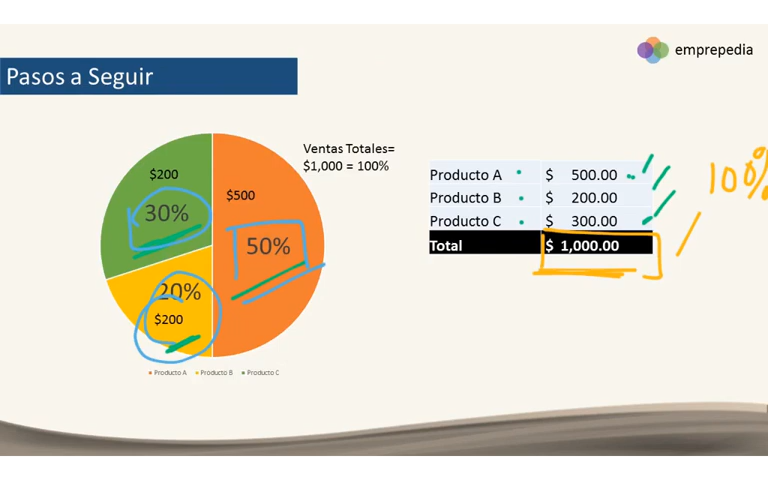 emprepedia
Pasos a Seguir
Ventas Totales=
$1,000 = 100%
$200
30%
$500
50%
20%
$200
Producto A Producto B Producto C
Producto A $ 500.00
Producto B $ 200.00
Producto C $ 300.00
Total $ 1,000.00
100%